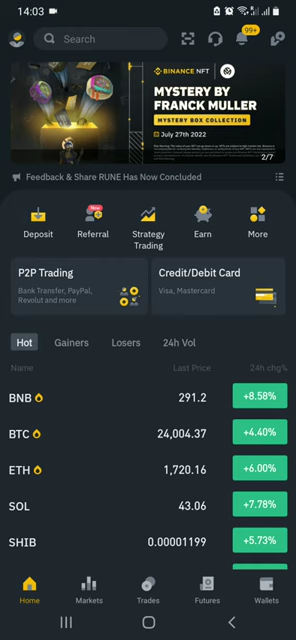 14:03
99+
Search
BINANCE NFT
MYSTERY BY
FRANCK MULLER
MYSTERY BOX COLLECTION
July 27th 2022
2/7
Feedback & Share RUNE Has Now Concluded
New
Deposit
Referral
Strategy
Trading
Earn
More
P2P Trading
Bank Transfer, PayPal,
Revolut and more
Credit/Debit Card
Visa, Mastercard
Hot Gainers Losers 24h Vol
Name Last Price 24h chg%
BNB 291.2 +8.58%
BTC 24,004.37 +4.40%
ETH 1,720.16 +6.00%
SOL 43.06 +7.78%
SHIB 0.00001199 +5.73%
Home Markets Trades Futures Wallets